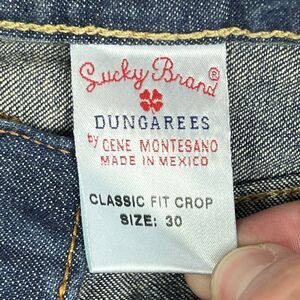 Lucky Brand®
DUNGAREES
by GENE MONTESANO
MADE IN MEXICO
CLASSIC FIT CROP
SIZE: 30